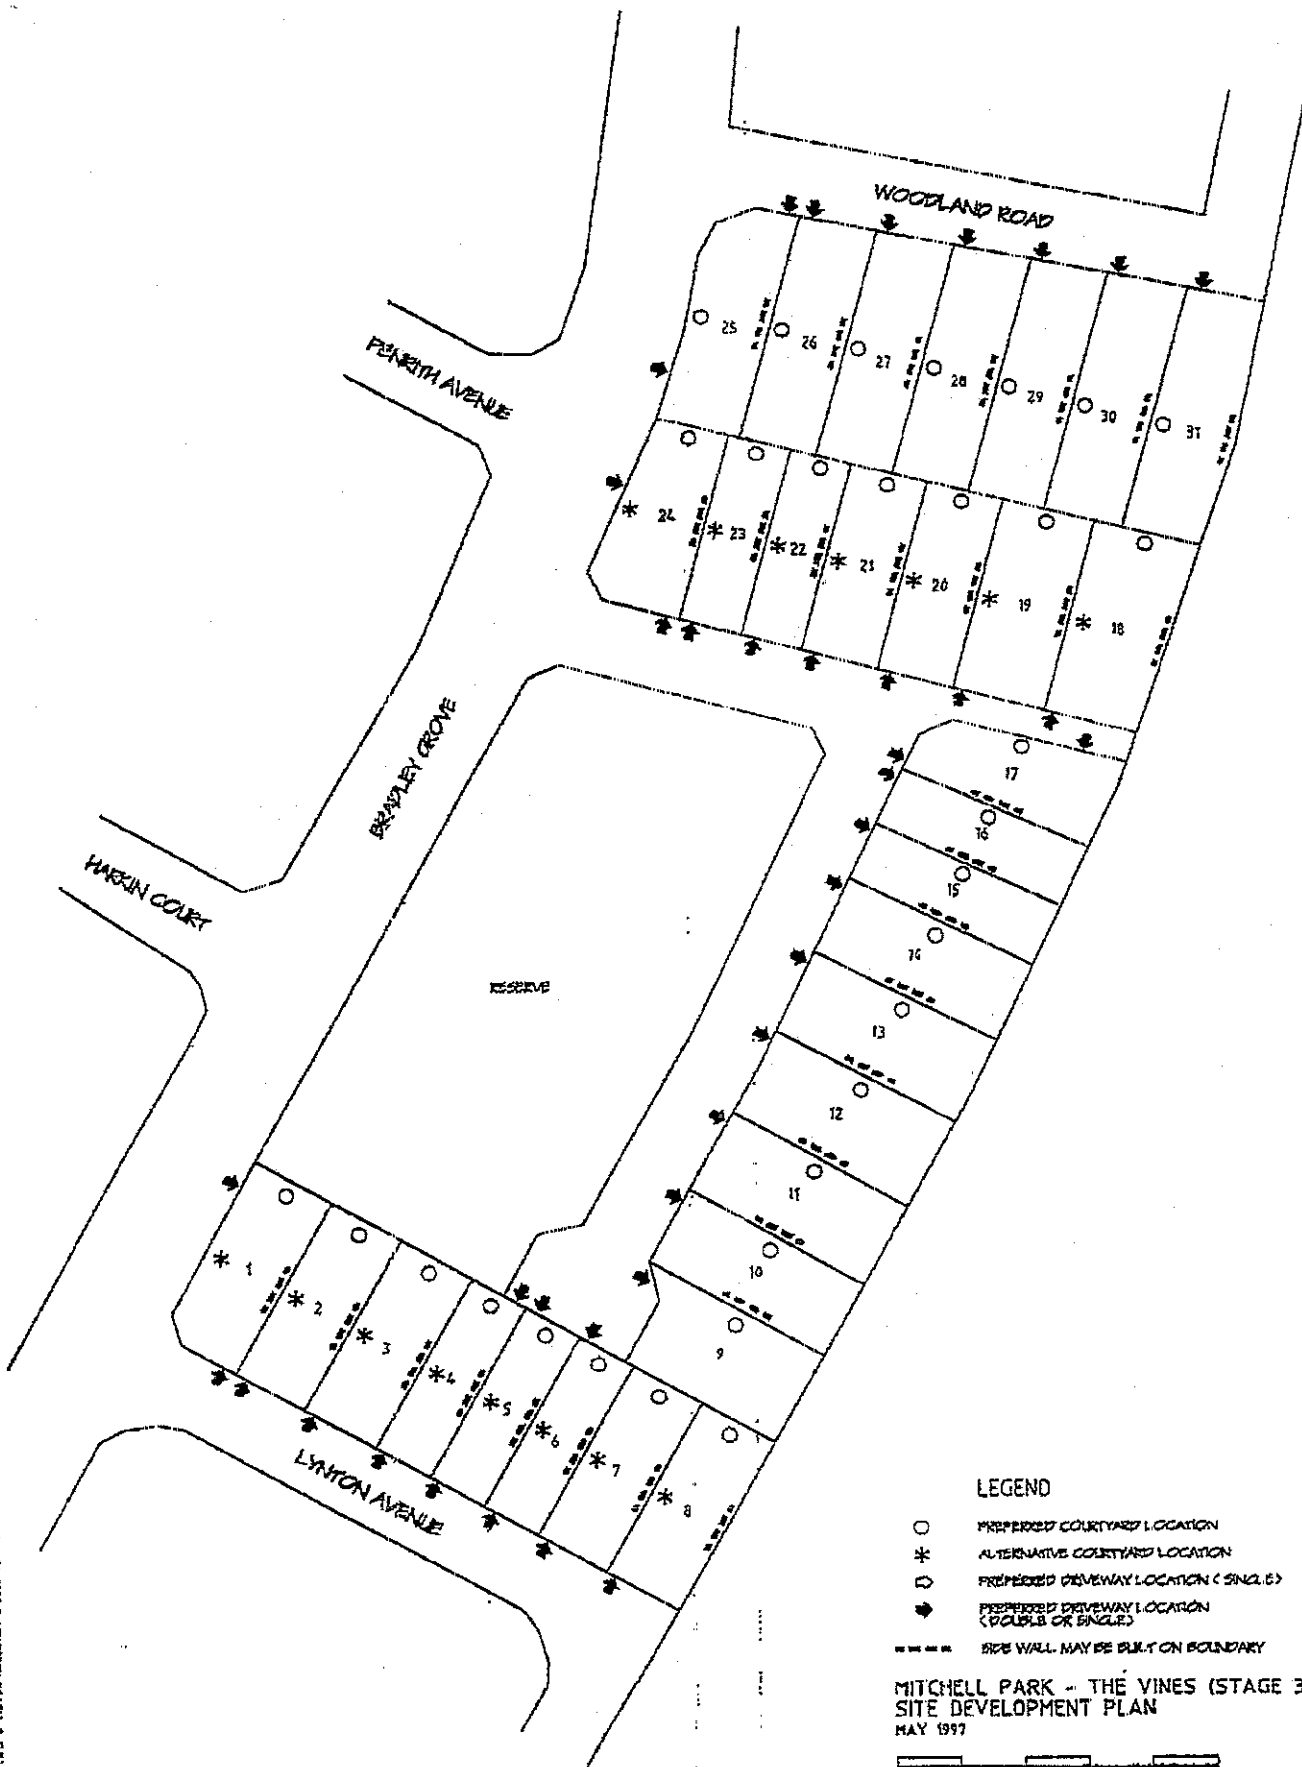 WOODLAND ROAD
PENRITH AVENUE
25
26
27
28
29
30
31
24
23
22
21
20
19
18
BRADLEY GROVE
17
16
15
14
13
12
11
10
9
HARKIN COURT
RESERVE
1
2
3
4
5
6
7
8
LYNTON AVENUE
LEGEND
PREFERRED COURTYARD LOCATION
ALTERNATIVE COURTYARD LOCATION
PREFERRED DRIVEWAY LOCATION (SINGLE)
PREFERRED DRIVEWAY LOCATION
(DOUBLE OR SINGLE)
SIDE WALL MAY BE BUILT ON BOUNDARY
MITCHELL PARK - THE VINES (STAGE 3
SITE DEVELOPMENT PLAN
MAY 1997